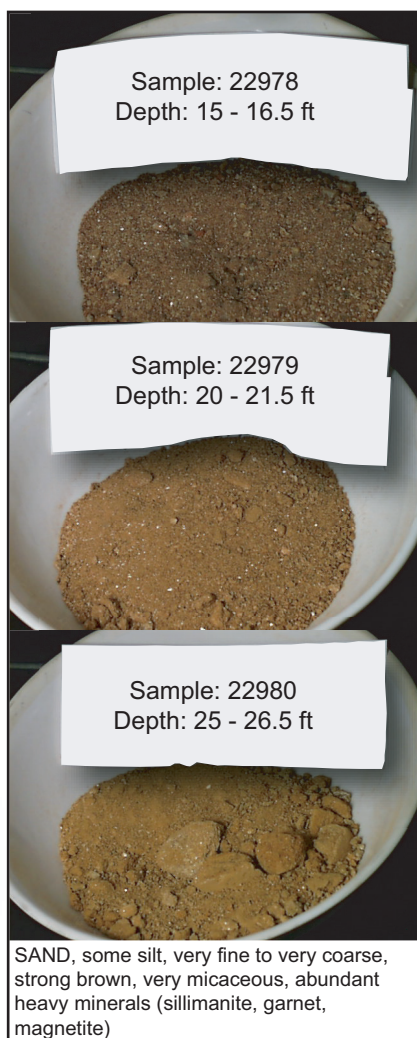 Sample: 22978
Depth: 15 - 16.5 ft
Sample: 22979
Depth: 20 - 21.5 ft
Sample: 22980
Depth: 25 - 26.5 ft
SAND, some silt, very fine to very coarse,
strong brown, very micaceous, abundant
heavy minerals (sillimanite, garnet,
magnetite)